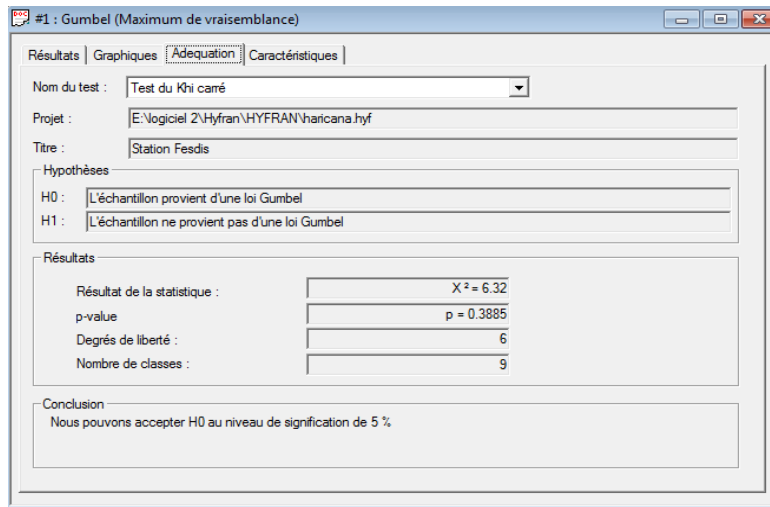 #1 : Gumbel (Maximum de vraisemblance)
Résultats Graphiques Adequation Caractéristiques
Nom du test : Test du Khi carré
Projet : E:\logiciel 2\Hyfran\HYFRAN\haricana.hyf
Titre : Station Fesdis
Hypothèses
H0 : L'échantillon provient d'une loi Gumbel
H1 : L'échantillon ne provient pas d'une loi Gumbel
Résultats
Résultat de la statistique : X ² = 6.32
p-value p = 0.3885
Degrés de liberté : 6
Nombre de classes : 9
Conclusion
Nous pouvons accepter H0 au niveau de signification de 5 %